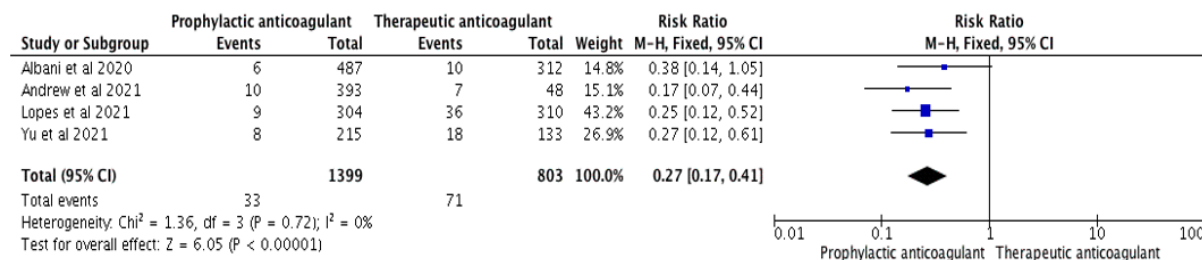 Prophylactic anticoagulant Therapeutic anticoagulant Risk Ratio Risk Ratio
Study or Subgroup Events Total Events Total Weight M-H, Fixed, 95% CI M-H, Fixed, 95% CI
Albani et al 2020 6 487 10 312 14.8% 0.38 [0.14, 1.05]
Andrew et al 2021 10 393 7 48 15.1% 0.17 [0.07, 0.44]
Lopes et al 2021 9 304 36 310 43.2% 0.25 [0.12, 0.52]
Yu et al 2021 8 215 18 133 26.9% 0.27 [0.12, 0.61]
Total (95% CI) 1399 803 100.0% 0.27 [0.17, 0.41]
Total events 33 71
Heterogeneity: Chi² = 1.36, df = 3 (P = 0.72); I² = 0%
Test for overall effect: Z = 6.05 (P < 0.00001)
0.01 0.1 1 10 100
Prophylactic anticoagulant Therapeutic anticoagulant